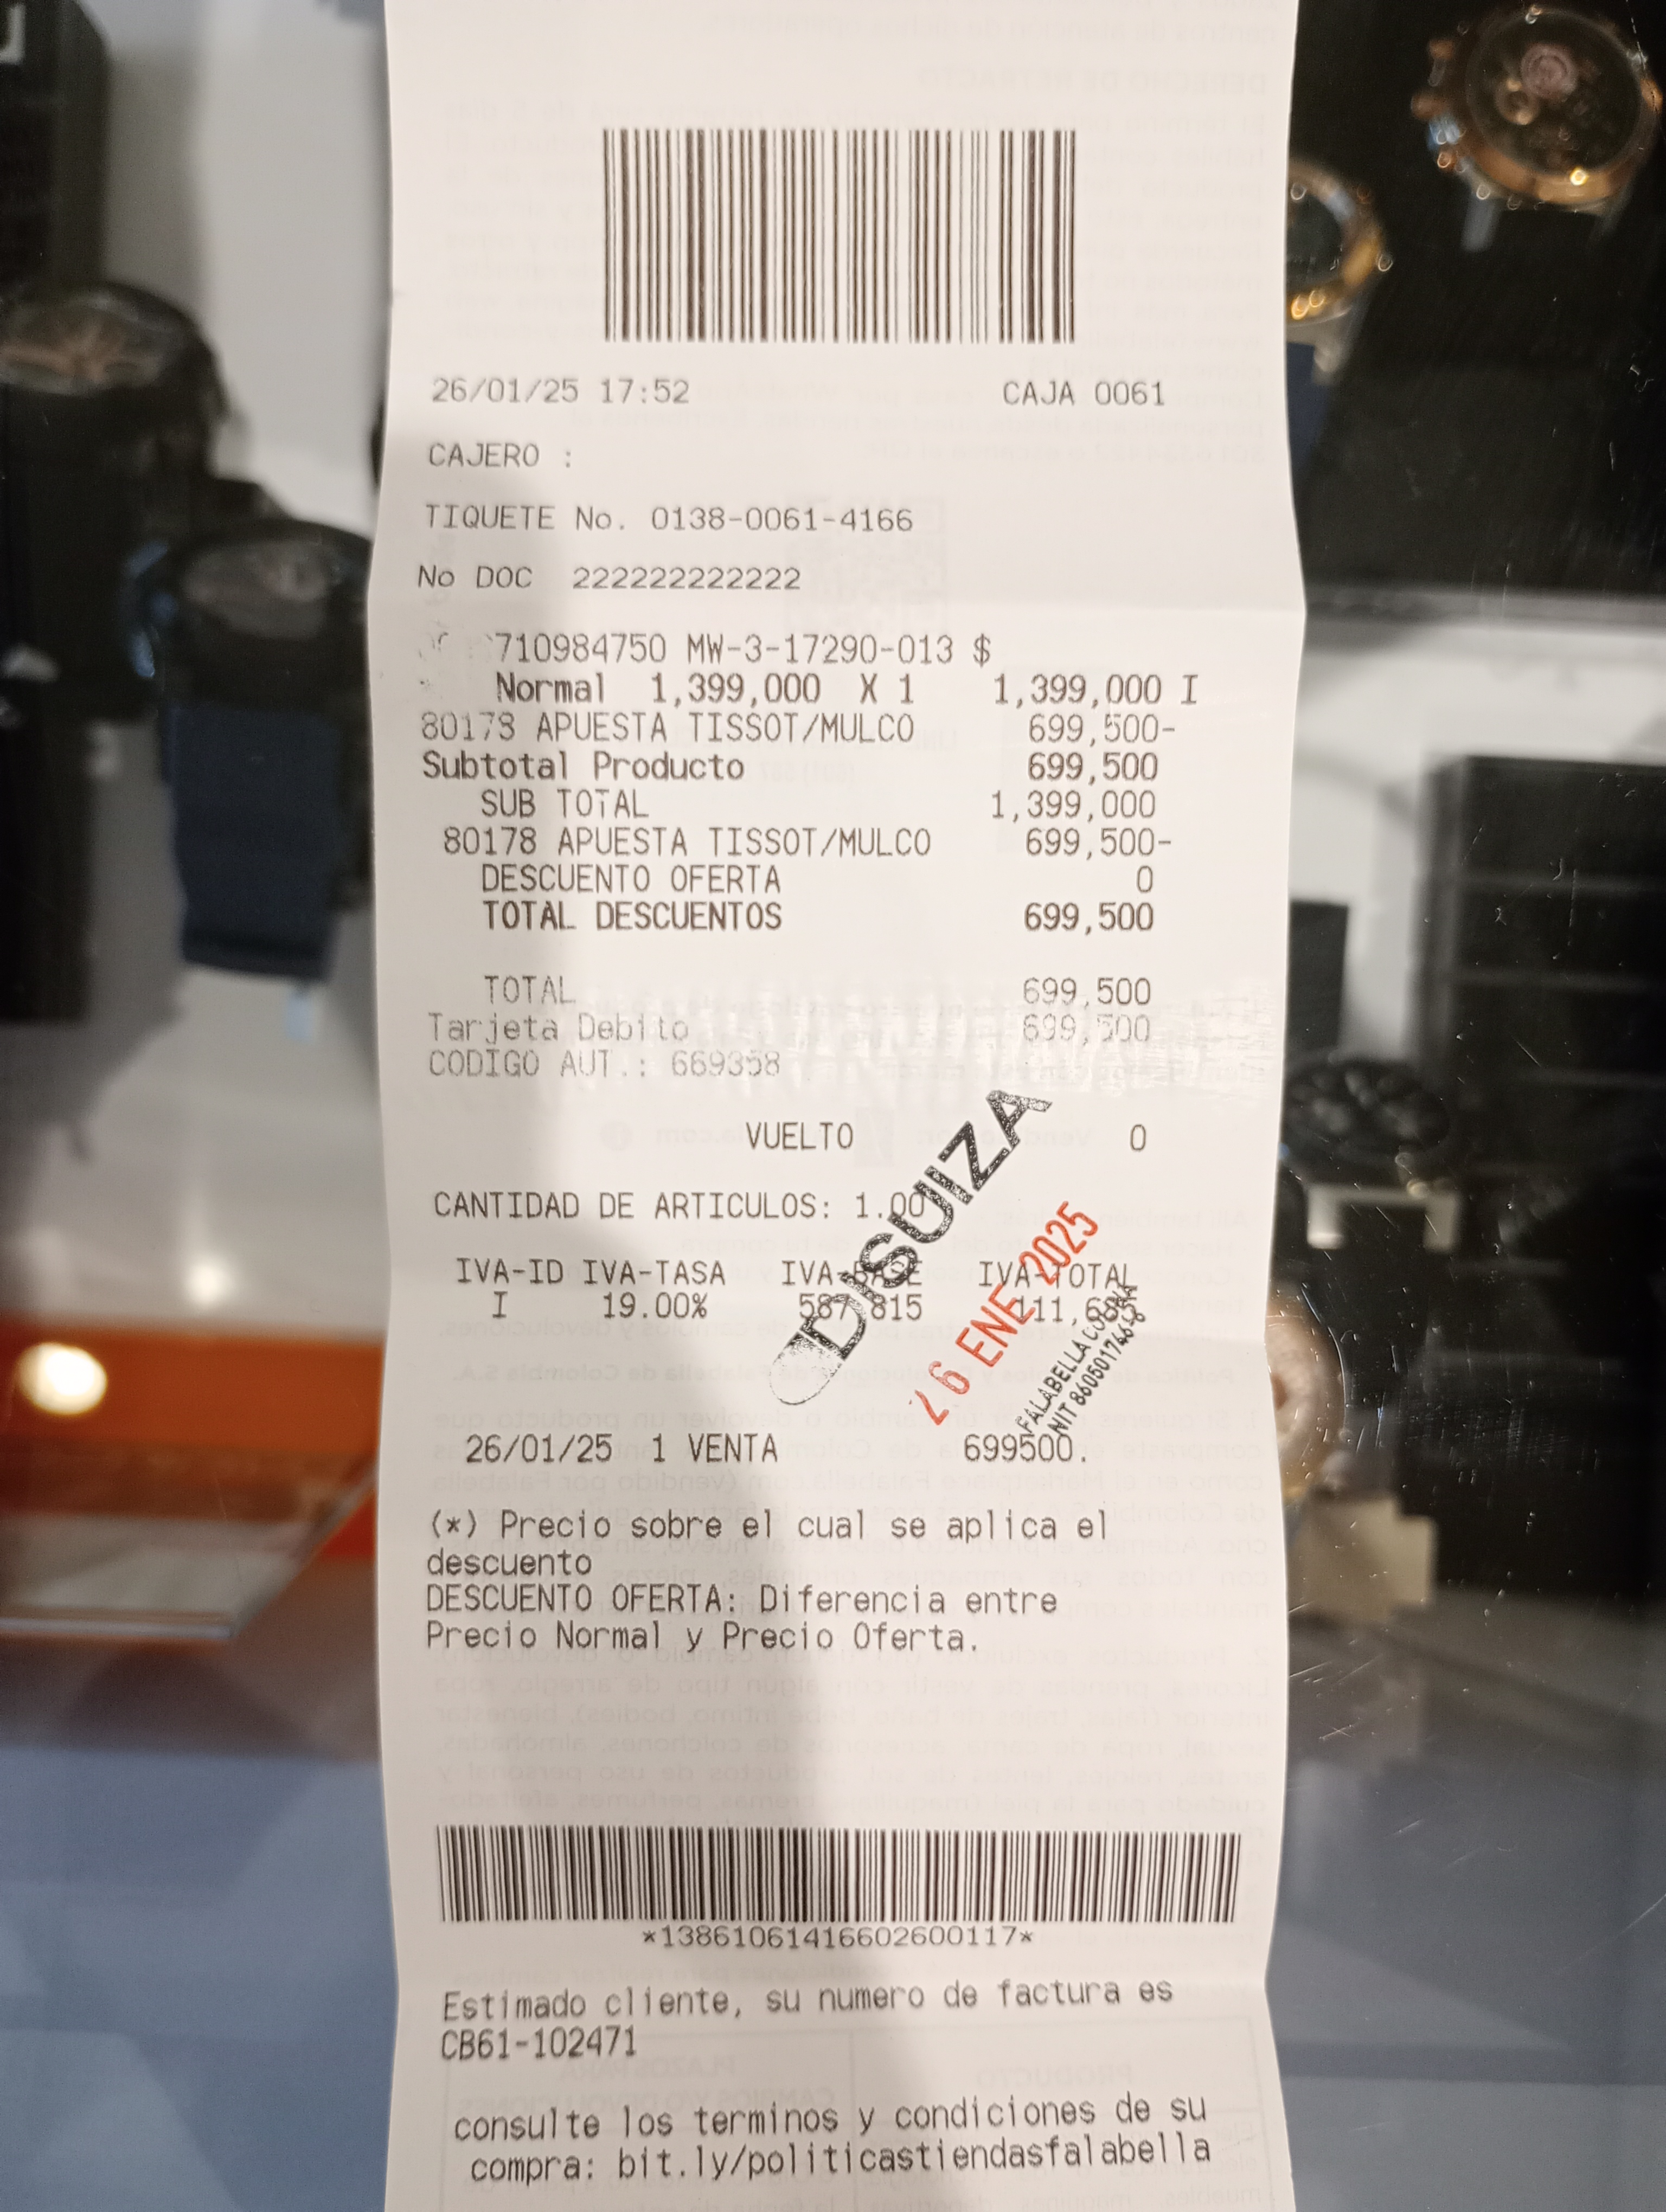 26/01/25 17:52 CAJA 0061
CAJERO :
TIQUETE No. 0138-0061-4166
No DOC 222222222222
710984750 MW-3-17290-013 $
Normal 1,399,000 X 1 1,399,000 I
80178 APUESTA TISSOT/MULCO 699,500-
Subtotal Producto 699,500
SUB TOTAL 1,399,000
80178 APUESTA TISSOT/MULCO 699,500-
DESCUENTO OFERTA 0
TOTAL DESCUENTOS 699,500
TOTAL 699,500
Tarjeta Debito 699,500
CODIGO AUT.: 669358
VUELTO 0
CANTIDAD DE ARTICULOS: 1.00
DISUIZA
26 ENE 2025
IVA-ID IVA-TASA IVA-BASE IVA-TOTAL
I 19.00% 587,815 111,685
FALABELLA COLINA
NIT
26/01/25 1 VENTA 699500.
(*) Precio sobre el cual se aplica el
descuento
DESCUENTO OFERTA: Diferencia entre
Precio Normal y Precio Oferta.
*13861061416602600117*
Estimado cliente, su numero de factura es
CB61-102471
consulte los terminos y condiciones de su
compra: bit.ly/politicastiendasfalabella